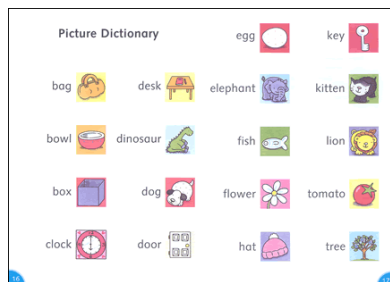 Picture Dictionary
bag
desk
bowl
dinosaur
box
dog
clock
door
16
egg
key
elephant
kitten
fish
lion
flower
tomato
hat
tree